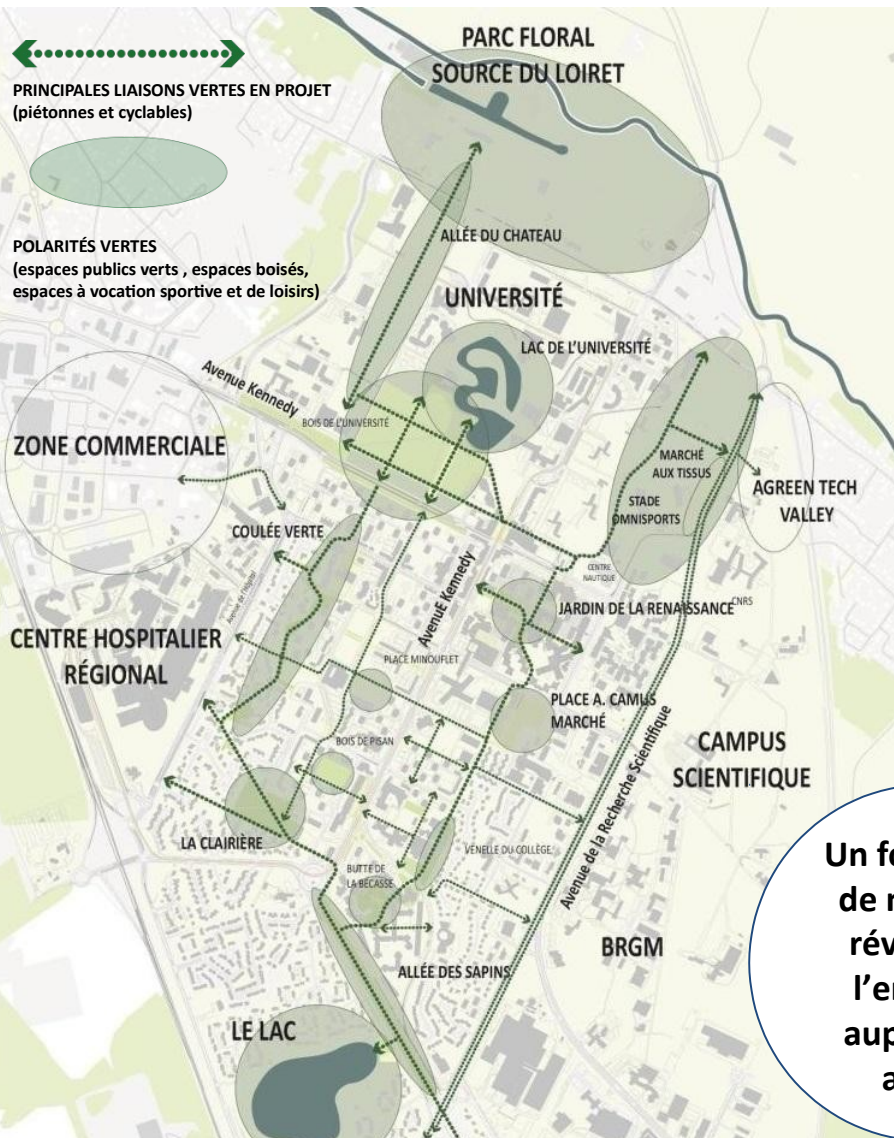 PARC FLORAL
SOURCE DU LOIRET
PRINCIPALES LIAISONS VERTES EN PROJET
(piétonnes et cyclables)
POLARITÉS VERTES
(espaces publics verts , espaces boisés,
espaces à vocation sportive et de loisirs)
ALLÉE DU CHATEAU
UNIVERSITÉ
LAC DE L'UNIVERSITÉ
Avenue Kennedy
BOIS DE L'UNIVERSITÉ
ZONE COMMERCIALE
MARCHÉ
AUX TISSUS
AGREEN TECH
VALLEY
STADE
OMNISPORTS
COULÉE VERTE
CENTRE
NAUTIQUE
AvenuE Kennedy
Avenue de l'Hôpital
JARDIN DE LA RENAISSANCE
CNRS
CENTRE HOSPITALIER
RÉGIONAL
PLACE MINOUFLET
PLACE A. CAMUS
MARCHÉ
BOIS DE PISAN
CAMPUS
SCIENTIFIQUE
Avenue de la Recherche Scientifique
LA CLAIRIÈRE
VENELLE DU COLLÈGE
BUTTE DE
LA BÉCASSE
BRGM
ALLÉE DES SAPINS
LE LAC
Un
de